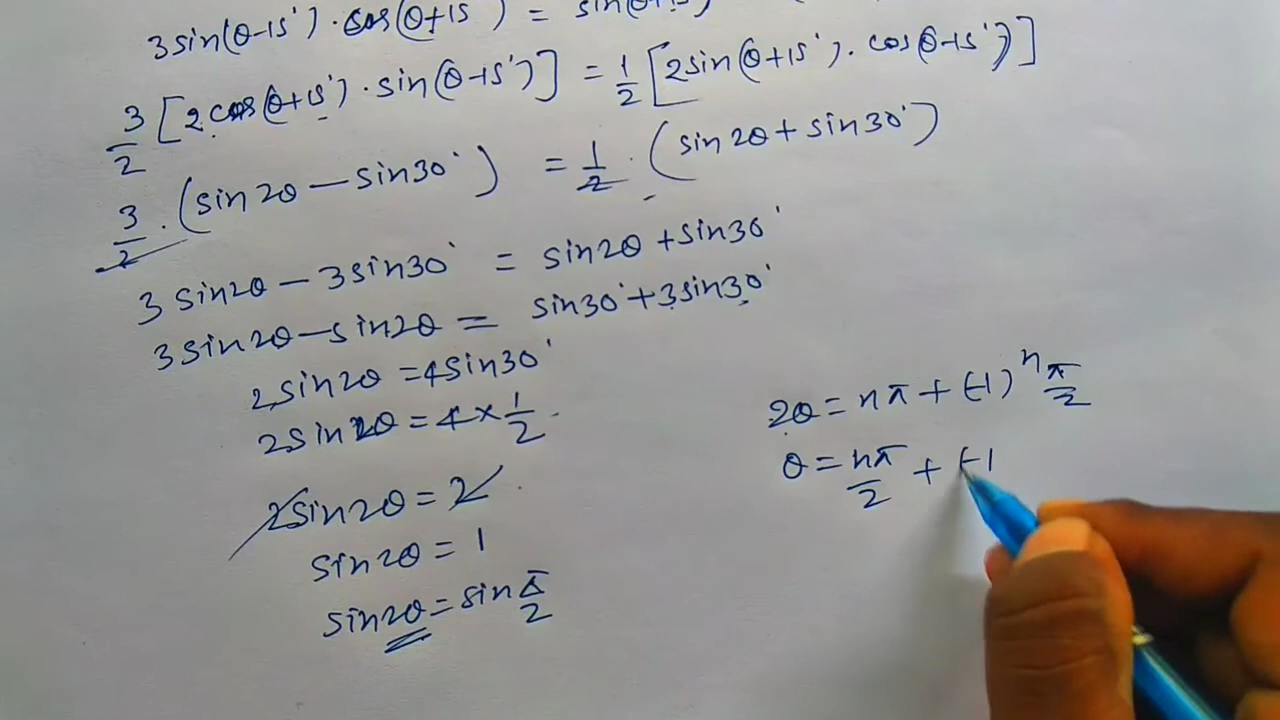 3sin(θ-15°)·cos(θ+15°) = sin(θ+15°)
3/2 [2cos(θ+15°)·sin(θ-15°)] = 1/2 [2sin(θ+15°)·cos(θ-15°)]
3/2 ·(sin2θ - sin30°) = 1/2 ·(sin2θ + sin30°)
3sin2θ - 3sin30° = sin2θ + sin30°
3sin2θ - sin2θ = sin30° + 3sin30°
2sin2θ = 4sin30°
2sin2θ = 4 × 1/2
2sin2θ = 2
sin2θ = 1
sin2θ = sin π/2
2θ = nπ + (-1)^n π/2
θ = nπ/2 + (-1